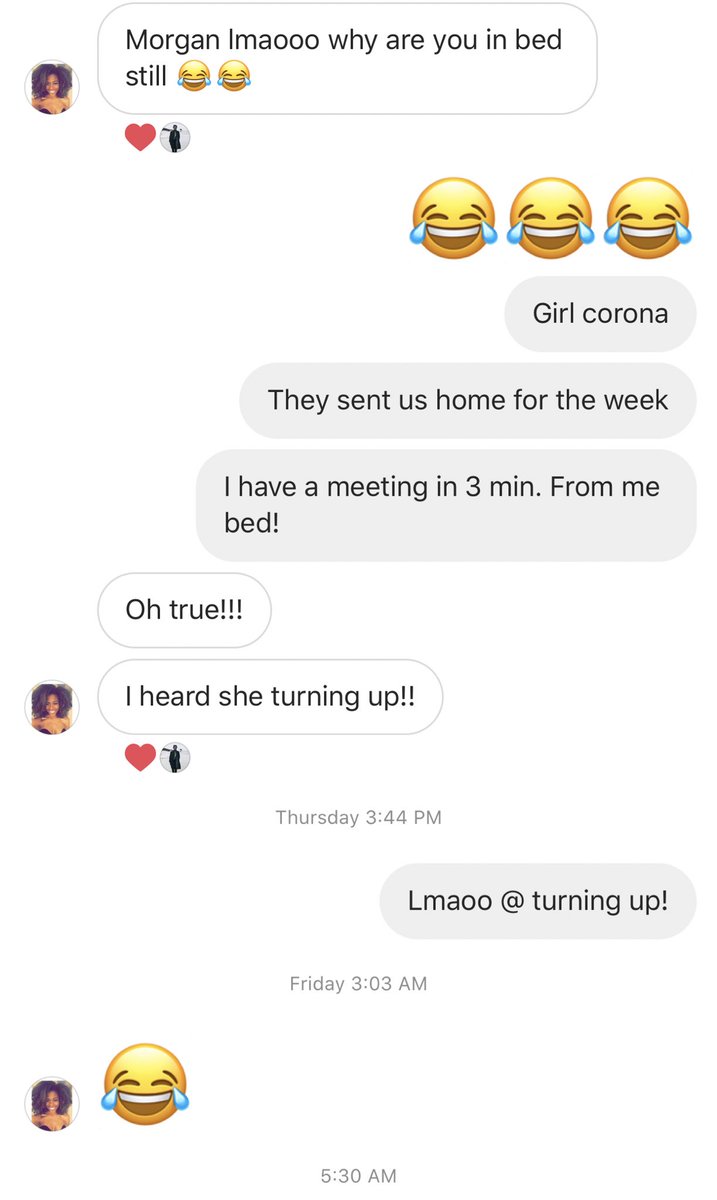 Morgan lmaooo why are you in bed
still 😂😂
😂😂😂
Girl corona
They sent us home for the week
I have a meeting in 3 min. From me
bed!
Oh true!!!
I heard she turning up!!
Thursday 3:44 PM
Lmaoo @ turning up!
Friday 3:03 AM
😂
5:30 AM